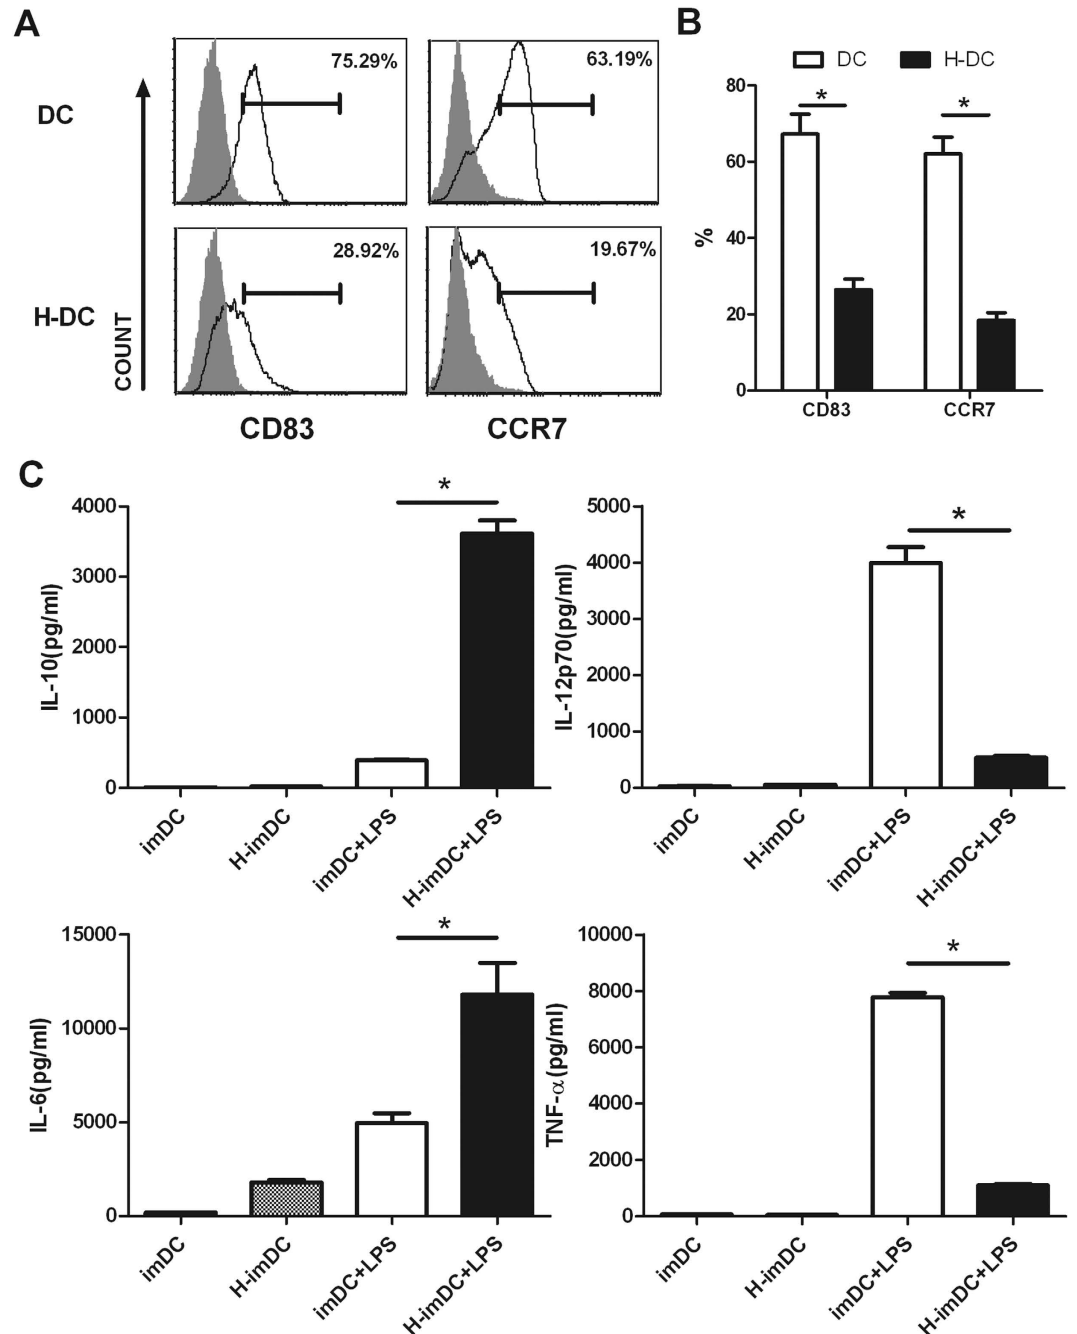 A
75.29%
63.19%
DC
28.92%
19.67%
H-DC
COUNT
CD83
CCR7
B
DC
H-DC
80
60
40
20
0
%
*
*
CD83
CCR7
C
4000
3000
2000
1000
0
IL-10(pg/ml)
*
imDC
H-imDC
imDC+LPS
H-imDC+LPS
5000
4000
3000
2000
1000
0
IL-12p70(pg/ml)
*
imDC
H-imDC
imDC+LPS
H-imDC+LPS
15000
10000
5000
0
IL-6(pg/ml)
*
imDC
H-imDC
imDC+LPS
H-imDC+LPS
10000
8000
6000
4000
2000
0
TNF-α(pg/ml)
*
imDC
H-imDC
imDC+LPS
H-imDC+LPS